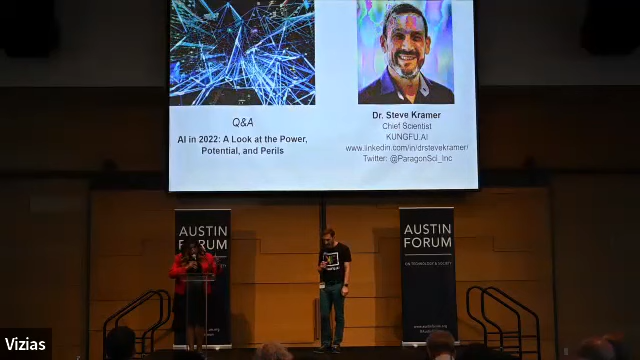 Q&A
AI in 2022: A Look at the Power,
Potential, and Perils
Dr. Steve Kramer
Chief Scientist
KUNGFU.AI
www.linkedin.com/in/drstevekramer/
Twitter: @ParagonSci_Inc
AUSTIN
FORUM
AUSTIN
FORUM
ON TECHNOLOGY & SOCIETY
Vizias